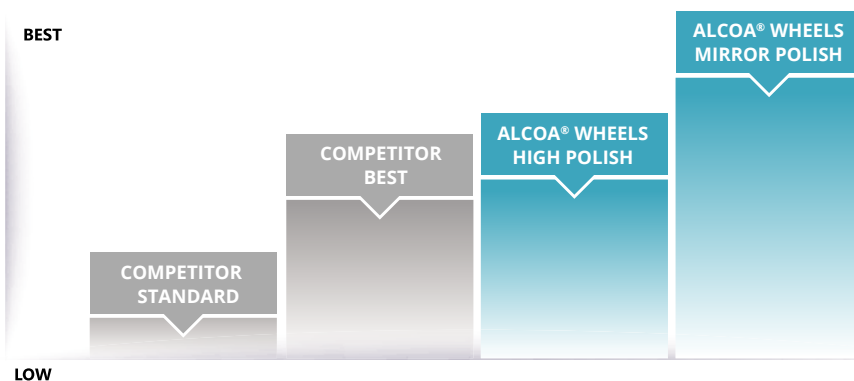 BEST
ALCOA® WHEELS
MIRROR POLISH
ALCOA® WHEELS
HIGH POLISH
COMPETITOR
BEST
COMPETITOR
STANDARD
LOW